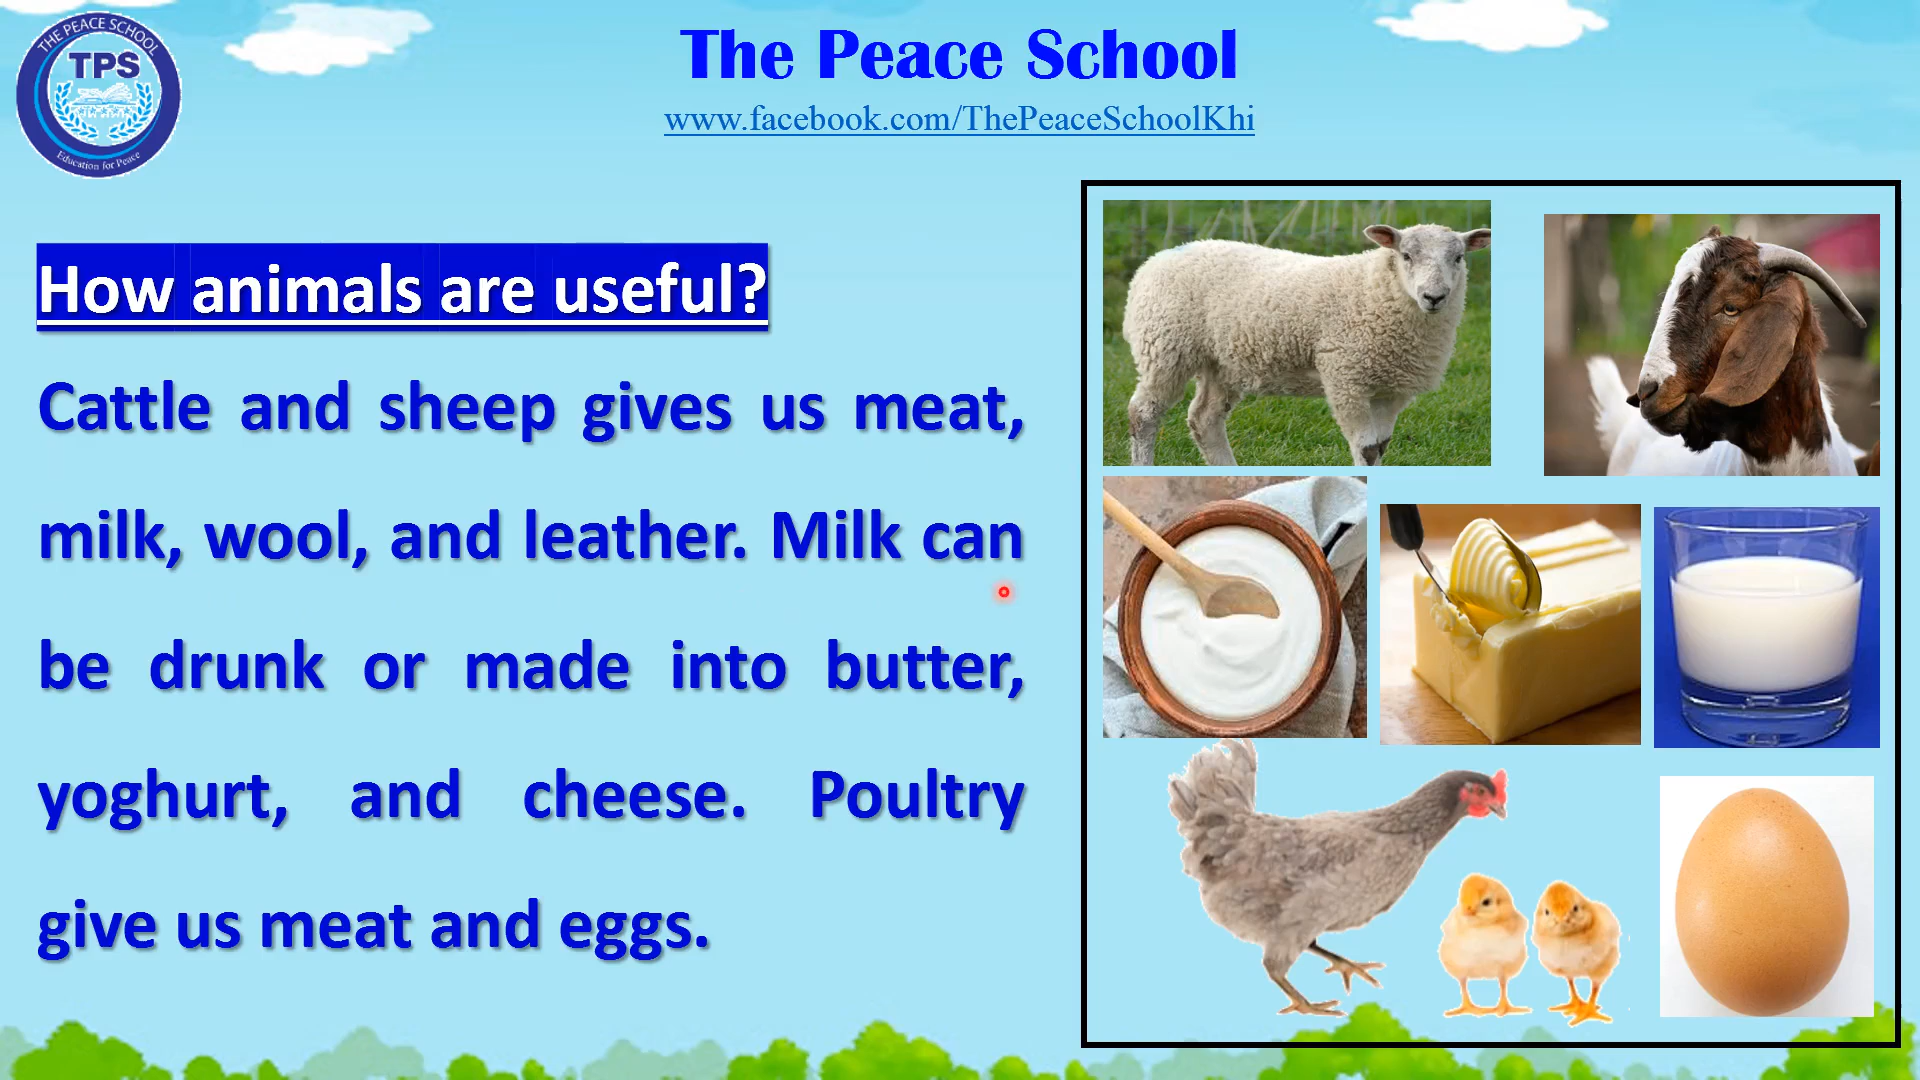 THE PEACE SCHOOL
TPS
Education for Peace
The Peace School
www.facebook.com/ThePeaceSchoolKhi
How animals are useful?
Cattle and sheep gives us meat,
milk, wool, and leather. Milk can
be drunk or made into butter,
yoghurt, and cheese. Poultry
give us meat and eggs.